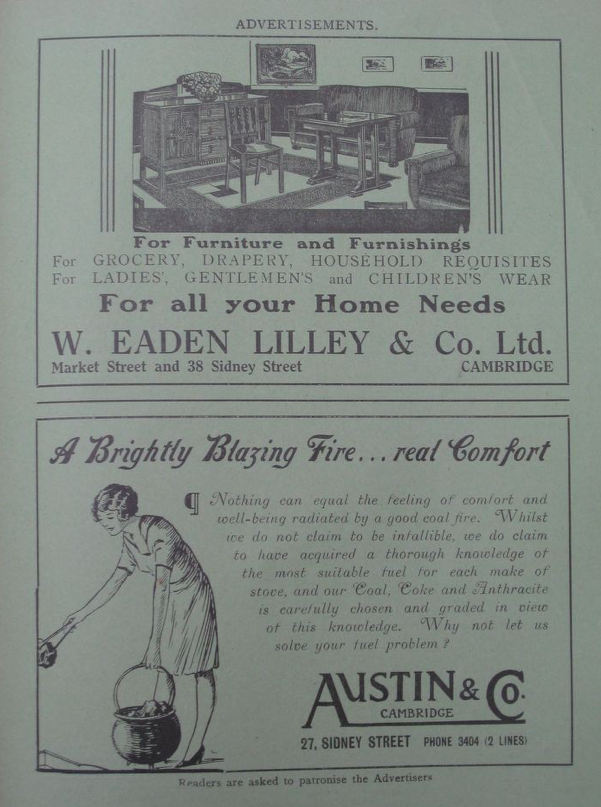 ADVERTISEMENTS.
For Furniture and Furnishings
For GROCERY, DRAPERY, HOUSEHOLD REQUISITES
For LADIES', GENTLEMEN'S and CHILDREN'S WEAR
For all your Home Needs
W. EADEN LILLEY & Co. Ltd.
Market Street and 38 Sidney Street CAMBRIDGE
A Brightly Blazing Fire... real Comfort
¶ Nothing can equal the feeling of comfort and
well-being radiated by a good coal fire. Whilst
we do not claim to be infallible, we do claim
to have acquired a thorough knowledge of
the most suitable fuel for each make of
stove, and our Coal, Coke and Anthracite
is carefully chosen and graded in view
of this knowledge. Why not let us
solve your fuel problem?
AUSTIN & Co.
CAMBRIDGE
27, SIDNEY STREET PHONE 3404 (2 LINES)
Readers are asked to patronise the Advertisers